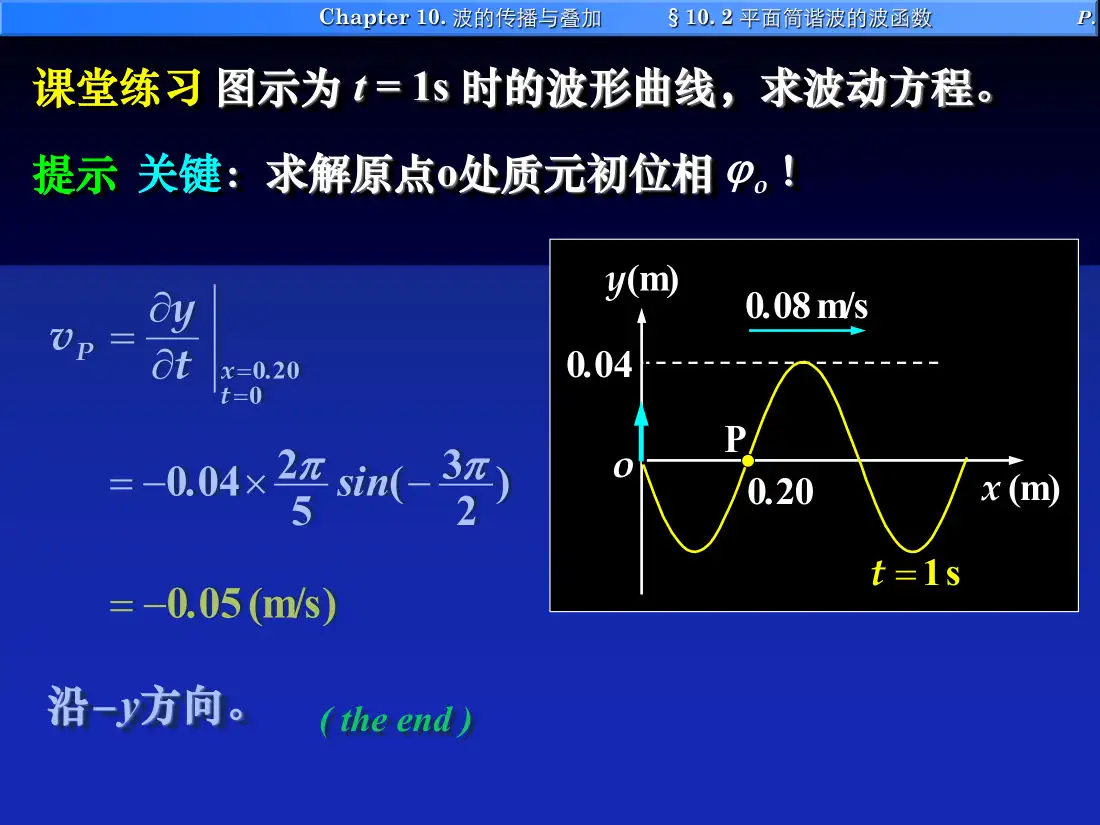 Chapter 10. 波的传播与叠加 § 10. 2 平面简谐波的波函数 P.
课堂练习 图示为 t = 1s 时的波形曲线，求波动方程。
提示 关键：求解原点o处质元初位相 φo ！
vP = ∂y/∂t | x=0.20 t=0
= −0.04 × 2π/5 sin(− 3π/2)
= −0.05 (m/s)
沿−y方向。 ( the end )
y(m)
0.08 m/s
0.04
P
o
0.20
x (m)
t = 1 s